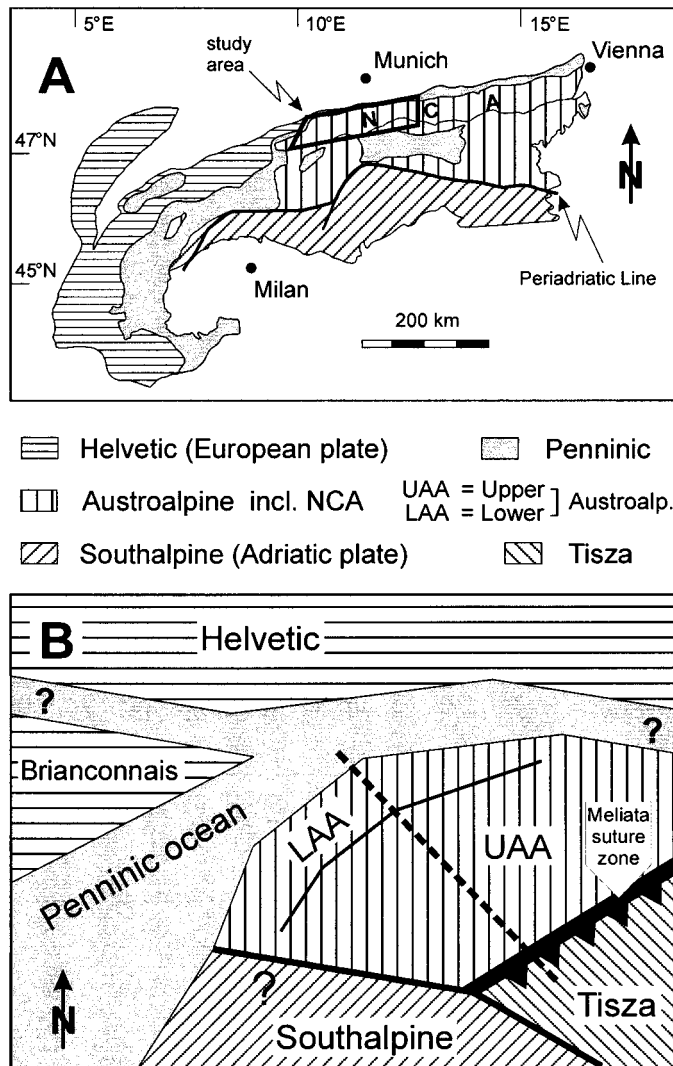 5°E
10°E
15°E
study
area
Munich
Vienna
A
N
C
A
47°N
N
45°N
Milan
Periadriatic Line
200 km
Helvetic (European plate)
Penninic
Austroalpine incl. NCA
UAA = Upper
LAA = Lower
Austroalp.
Southalpine (Adriatic plate)
Tisza
B
Helvetic
?
?
Brianconnais
Meliata
suture
zone
LAA
UAA
Penninic ocean
?
N
Tisza
Southalpine